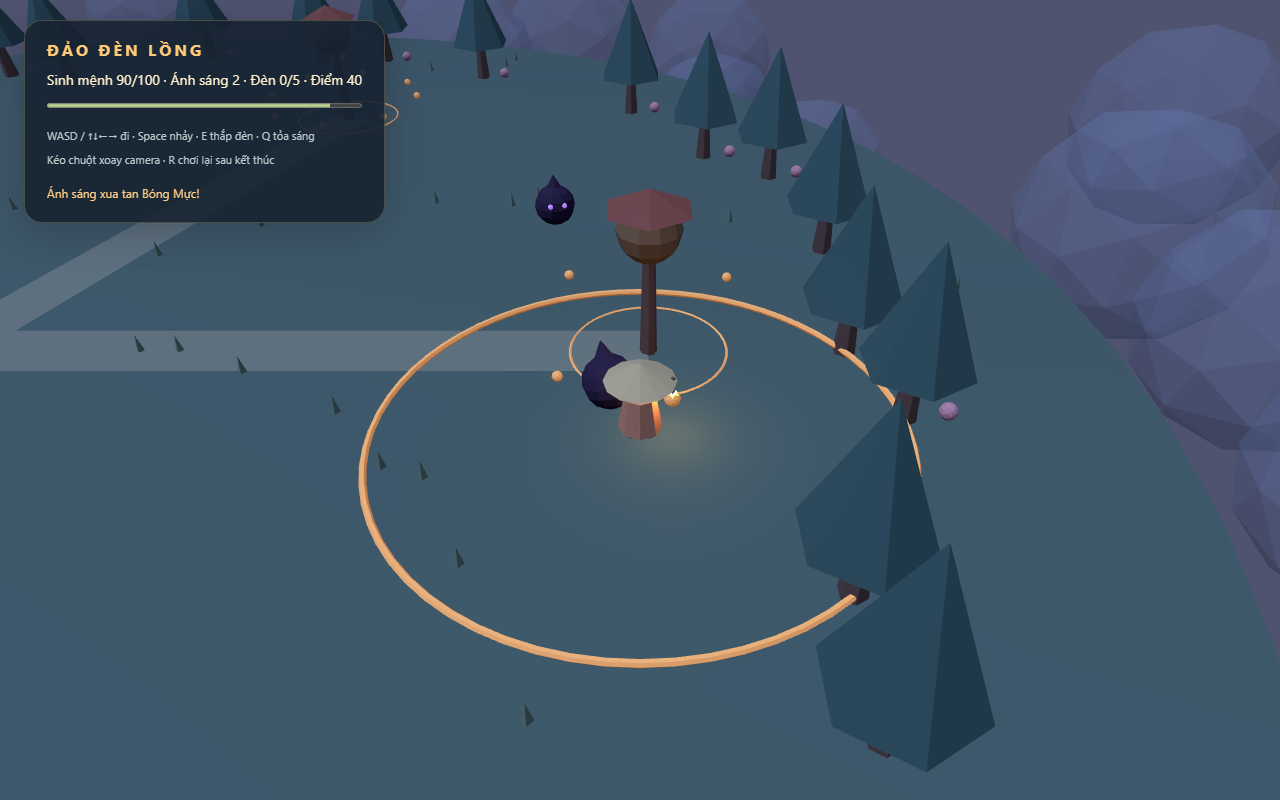 ĐẢO ĐÈN LỒNG
Sinh mệnh 90/100 · Ánh sáng 2 · Đèn 0/5 · Điểm 40
WASD / ↑↓←→ đi · Space nhảy · E thắp đèn · Q tỏa sáng
Kéo chuột xoay camera · R chơi lại sau kết thúc
Ánh sáng xua tan Bóng Mực!